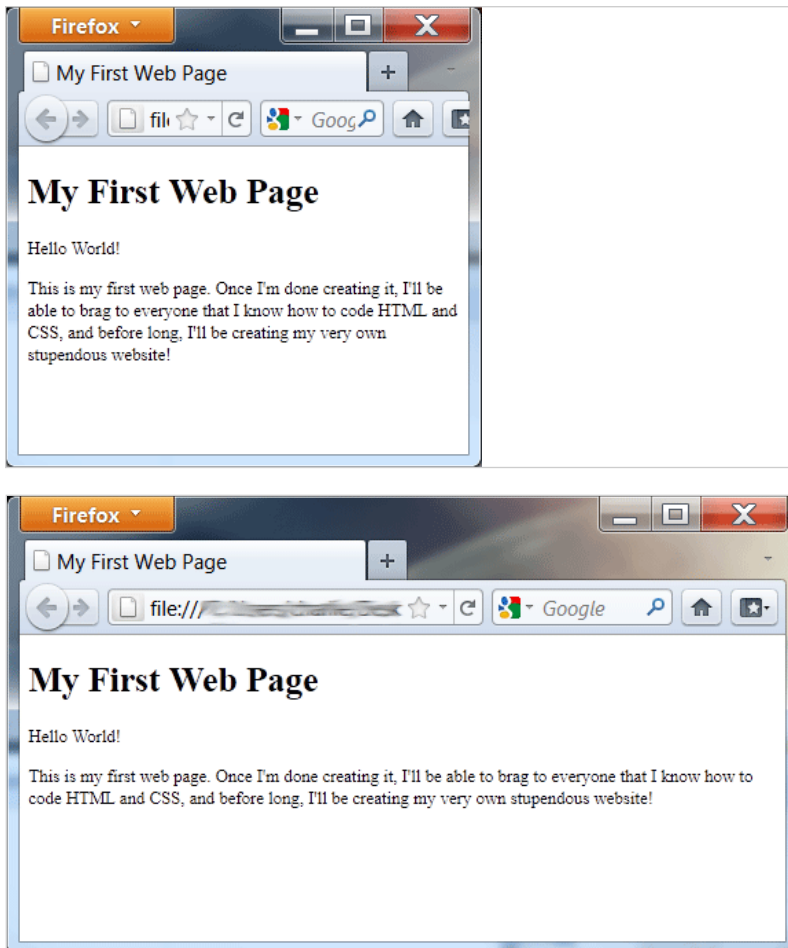 Firefox
My First Web Page
Goog
My First Web Page
Hello World!
This is my first web page. Once I'm done creating it, I'll be
able to brag to everyone that I know how to code HTML and
CSS, and before long, I'll be creating my very own
stupendous website!
Firefox
My First Web Page
file:///
Google
My First Web Page
Hello World!
This is my first web page. Once I'm done creating it, I'll be able to brag to everyone that I know how to
code HTML and CSS, and before long, I'll be creating my very own stupendous website!